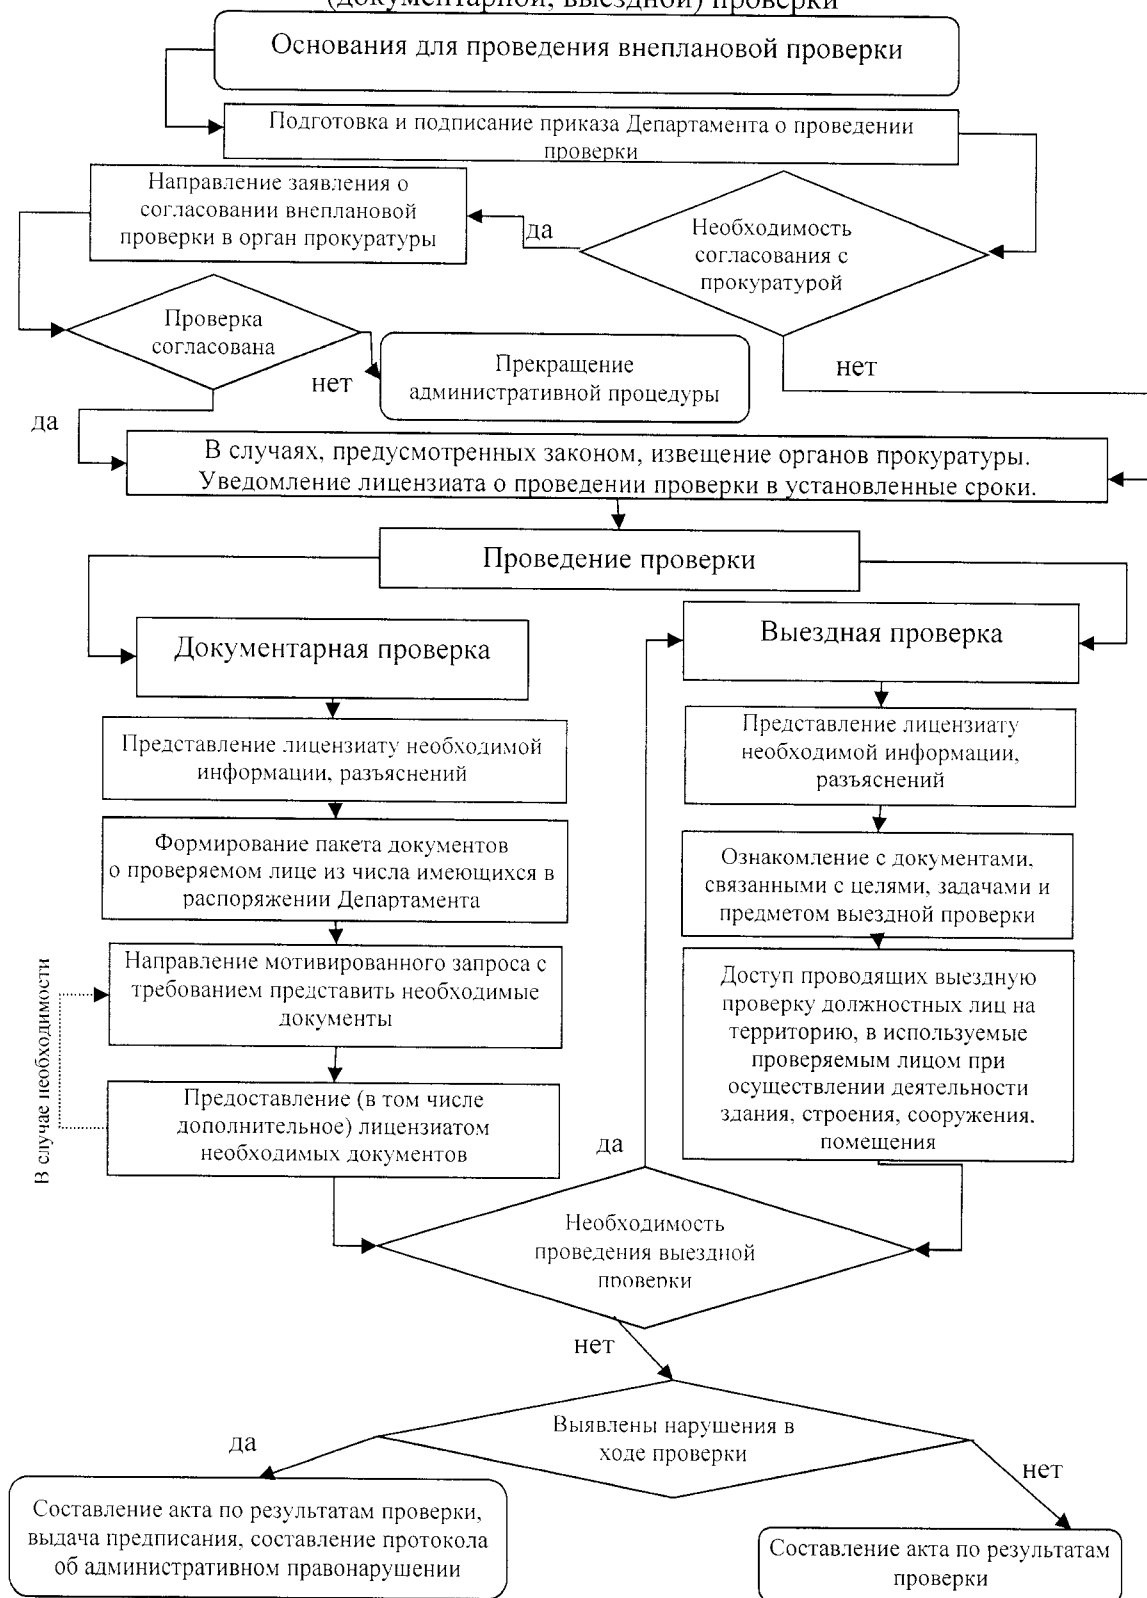 (документарной, выездной) проверки
Основания для проведения внеплановой проверки
Подготовка и подписание приказа Департамента о проведении
проверки
Направление заявления о
согласовании внеплановой
проверки в орган прокуратуры
да
Необходимость
согласования с
прокуратурой
Проверка
согласована
нет
Прекращение
административной процедуры
нет
да
В случаях, предусмотренных законом, извещение органов прокуратуры.
Уведомление лицензиата о проведении проверки в установленные сроки.
Проведение проверки
Документарная проверка
Выездная проверка
Представление лицензиату необходимой
информации, разъяснений
Представление лицензиату
необходимой информации,
разъяснений
Формирование пакета документов
о проверяемом лице из числа имеющихся в
распоряжении Департамента
Ознакомление с документами,
связанными с целями, задачами и
предметом выездной проверки
Направление мотивированного запроса с
требованием представить необходимые
документы
В случае необходимости
Предоставление (в том числе
дополнительное) лицензиатом
необходимых документов
Доступ проводящих выездную
проверку должностных лиц на
территорию, в используемые
проверяемым лицом при
осуществлении деятельности
здания, строения, сооружения,
помещения
да
Необходимость
проведения выездной
проверки
нет
Выявлены нарушения в
ходе проверки
да
нет
Составление акта по результатам проверки,
выдача предписания, составление протокола
об административном правонарушении
Составление акта по результатам
проверки